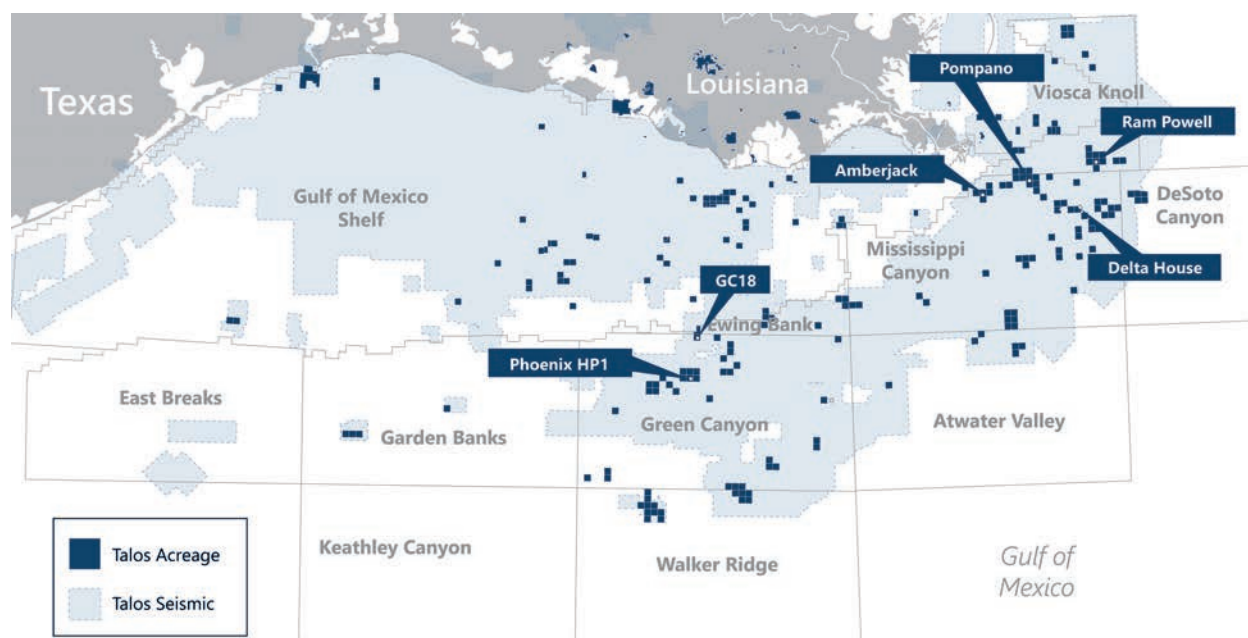 Texas
Louisiana
Pompano
Viosca Knoll
Ram Powell
Amberjack
Gulf of Mexico
Shelf
DeSoto
Canyon
Mississippi
Canyon
Delta House
GC18
Ewing Bank
Phoenix HP1
East Breaks
Garden Banks
Green Canyon
Atwater Valley
Keathley Canyon
Walker Ridge
Gulf of
Mexico
Talos Acreage
Talos Seismic